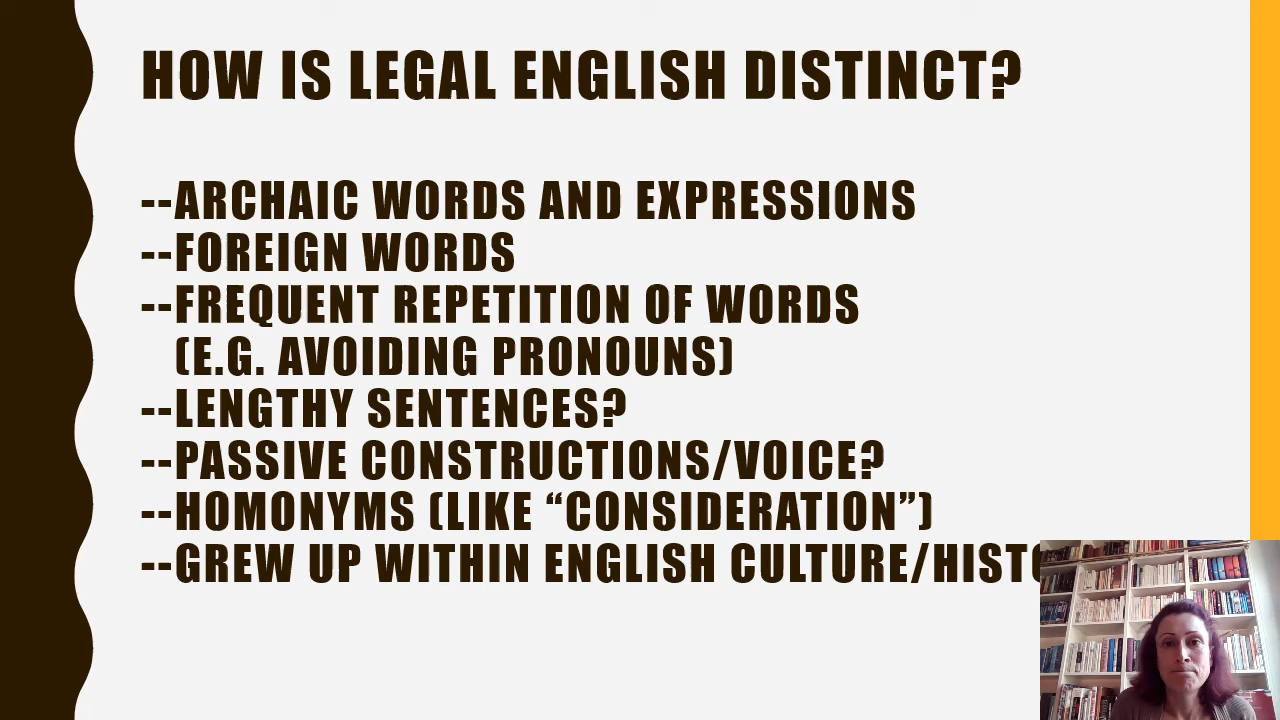 HOW IS LEGAL ENGLISH DISTINCT?
--ARCHAIC WORDS AND EXPRESSIONS
--FOREIGN WORDS
--FREQUENT REPETITION OF WORDS
(E.G. AVOIDING PRONOUNS)
--LENGTHY SENTENCES?
--PASSIVE CONSTRUCTIONS/VOICE?
--HOMONYMS (LIKE “CONSIDERATION”)
--GREW UP WITHIN ENGLISH CULTURE/